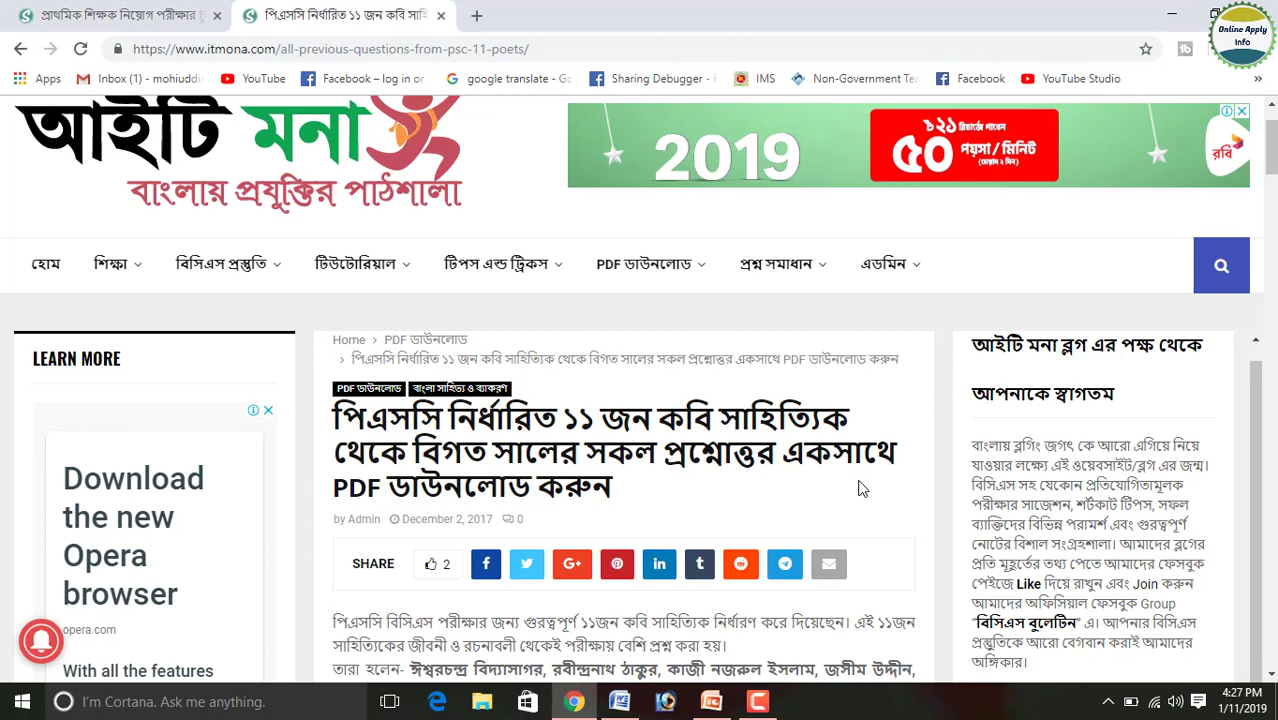 প্রাথমিক শিক্ষক নিয়োগ পরীক্ষার
পিএসসি নির্ধারিত ১১ জন কবি সাহি
Online Apply
Info
https://www.itmona.com/all-previous-questions-from-psc-11-poets/
Apps
Inbox (1) - mohiuddin
YouTube
Facebook – log in or
google translate - Go
Sharing Debugger - F
IMS
Non-Government Tea
Facebook
YouTube Studio
আইটি মনা
বাংলায় প্রযুক্তির পাঠশালা
2019
৳২১ রিচার্জে পাবেন
৫০ পয়সা/মিনিট
রবি
হোম
শিক্ষা
বিসিএস প্রস্তুতি
টিউটোরিয়াল
টিপস এন্ড ট্রিকস
PDF ডাউনলোড
প্রশ্ন সমাধান
এডমিন
LEARN MORE
Download
the new
Opera
browser
opera.com
With all the features
Home > PDF ডাউনলোড
> পিএসসি নির্ধারিত ১১ জন কবি সাহিত্যিক থেকে বিগত সালের সকল প্রশ্নোত্তর একসাথে PDF ডাউনলোড করুন
PDF ডাউনলোড
বাংলা সাহিত্য ও ব্যাকরণ
পিএসসি নির্ধারিত ১১ জন কবি সাহিত্যিক
থেকে বিগত সালের সকল প্রশ্নোত্তর একসাথে
PDF ডাউনলোড করুন
by Admin December 2, 2017 0
SHARE 2
পিএসসি বিসিএস পরীক্ষার জন্য গুরত্বপূর্ণ ১১জন কবি সাহিত্যিক নির্ধারণ করে দিয়েছেন। এই ১১জন
সাহিত্যিকের জীবনী ও রচনাবলী থেকেই পরীক্ষায় বেশি প্রশ্ন করা হয়।
তারা হলেন- ঈশ্বরচন্দ্র বিদ্যাসাগর, রবীন্দ্রনাথ ঠাকুর, কাজী নজরুল ইসলাম, জসীম উদ্দীন,
আইটি মনা ব্লগ এর পক্ষ থেকে
আপনাকে স্বাগতম
বাংলায় ব্লগিং জগৎ কে আরো এগিয়ে নিয়ে
যাওয়ার লক্ষ্যে এই ওয়েবসাইট/ব্লগ এর জন্ম।
বিসিএস সহ যেকোন প্রতিযোগিতামূলক
পরীক্ষার সাজেশন, শর্টকাট টিপস, সফল
ব্যাক্তিদের বিভিন্ন পরামর্শ এবং গুরত্বপূর্ণ
নোটের বিশাল সংগ্রহশালা। আমাদের ব্লগের
প্রতি মূহূর্তের তথ্য পেতে আমাদের ফেসবুক
পেইজে Like দিয়ে রাখুন এবং Join করুন
আমাদের অফিসিয়াল ফেসবুক Group
"বিসিএস বুলেটিন" এ। আপনার বিসিএস
প্রস্তুতিকে আরো বেগবান করাই আমাদের
অঙ্গিকার।
I'm Cortana. Ask me anything.
4:27 PM
1/11/2019